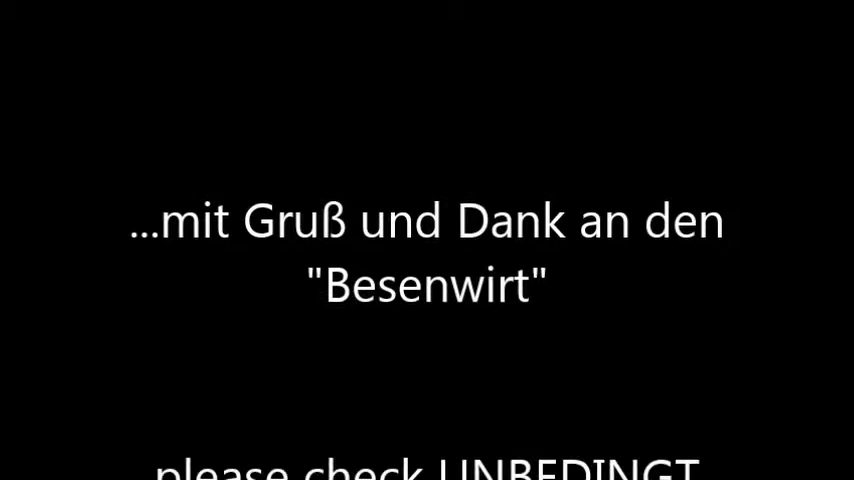 ...mit Gruß und Dank an den
"Besenwirt"
please check UNBEDINGT